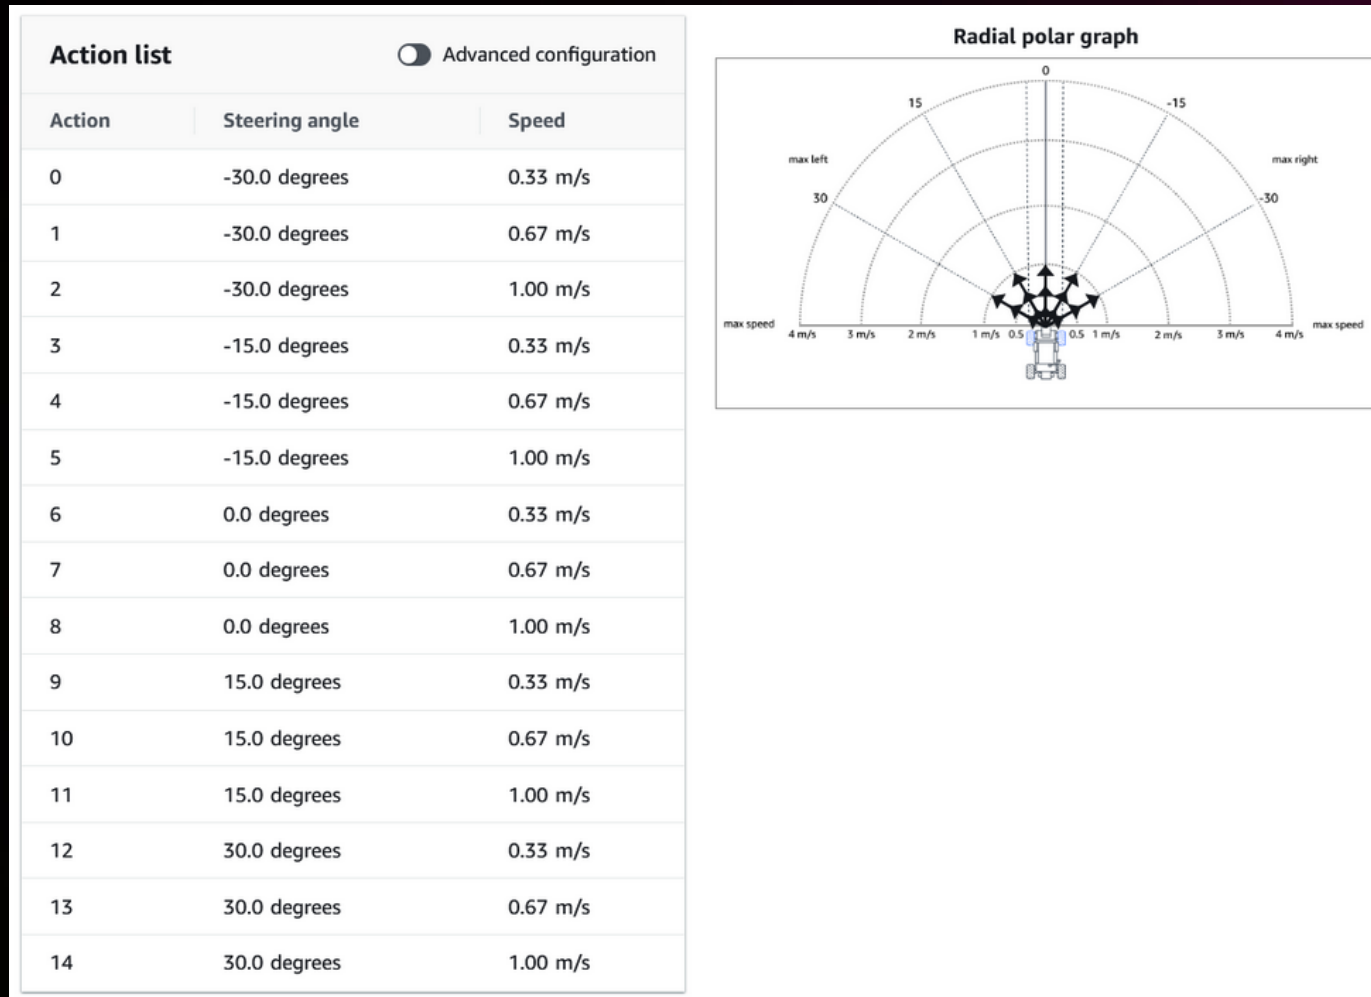 Action list
Advanced configuration
Action Steering angle Speed
0 -30.0 degrees 0.33 m/s
1 -30.0 degrees 0.67 m/s
2 -30.0 degrees 1.00 m/s
3 -15.0 degrees 0.33 m/s
4 -15.0 degrees 0.67 m/s
5 -15.0 degrees 1.00 m/s
6 0.0 degrees 0.33 m/s
7 0.0 degrees 0.67 m/s
8 0.0 degrees 1.00 m/s
9 15.0 degrees 0.33 m/s
10 15.0 degrees 0.67 m/s
11 15.0 degrees 1.00 m/s
12 30.0 degrees 0.33 m/s
13 30.0 degrees 0.67 m/s
14 30.0 degrees 1.00 m/s
Radial polar graph
0
15 -15
max left max right
30 -30
max speed max speed
4 m/s 3 m/s 2 m/s 1 m/s 0.5 0.5 1 m/s 2 m/s 3 m/s 4 m/s